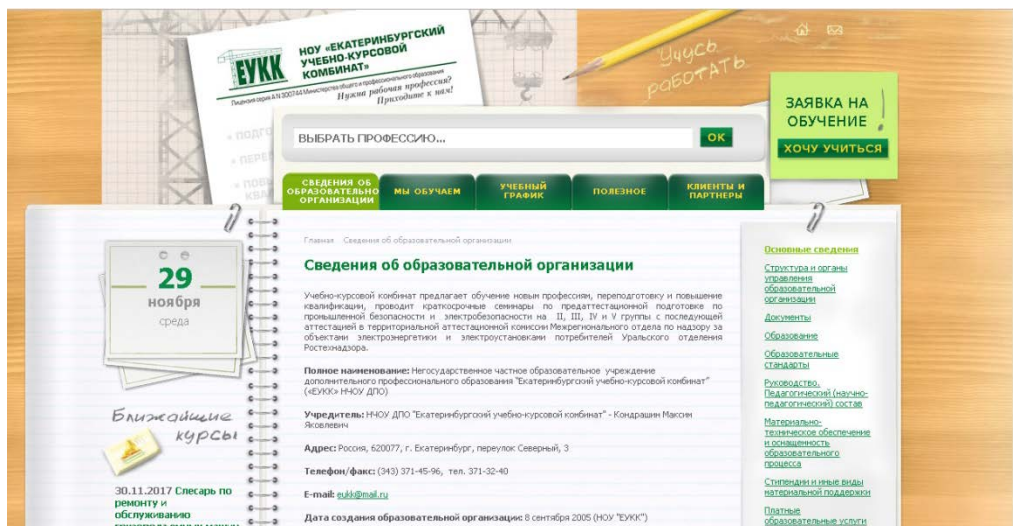 НОУ «ЕКАТЕРИНБУРГСКИЙ
УЧЕБНО-КУРСОВОЙ
КОМБИНАТ»
ЕУКК
Лицензия серия А N 300744 Министерства общего и профессионального образования
Нужна рабочая профессия?
Приходите к нам!
Учусь
работать
ЗАЯВКА НА
ОБУЧЕНИЕ
!
ХОЧУ УЧИТЬСЯ
ВЫБРАТЬ ПРОФЕССИЮ...
ОК
СВЕДЕНИЯ ОБ
ОБРАЗОВАТЕЛЬНО
ОРГАНИЗАЦИИ
МЫ ОБУЧАЕМ
УЧЕБНЫЙ
ГРАФИК
ПОЛЕЗНОЕ
КЛИЕНТЫ И
ПАРТНЕРЫ
29
ноября
среда
Ближайшие
курсы
30.11.2017 Слесарь по
ремонту и
обслуживанию
Главная Сведения об образовательной организации
Сведения об образовательной организации
Учебно-курсовой комбинат предлагает обучение новым профессиям, переподготовку и повышение
квалификации, проводит краткосрочные семинары по предаттестационной подготовке по
промышленной безопасности и электробезопасности на II, III, IV и V группы с последующей
аттестацией в территориальной аттестационной комиссии Межрегионального отдела по надзору за
объектами электроэнергетики и электроустановками потребителей Уральского отделения
Ростехнадзора.
Полное наименование: Негосударственное частное образовательное учреждение
дополнительного профессионального образования "Екатеринбургский учебно-курсовой комбинат"
(«ЕУКК» НЧОУ ДПО)
Учредитель: НЧОУ ДПО "Екатеринбургский учебно-курсовой комбинат" - Кондрашин Максим
Яковлевич
Адрес: Россия, 620077, г. Екатеринбург, переулок Северный, 3
Телефон/факс: (343) 371-45-96, тел. 371-32-40
E-mail: eukk@mail.ru
Дата создания образовательной организации: 8 сентября 2005 (НОУ "ЕУКК")
Основные сведения
Структура и органы
управления
образовательной
организации
Документы
Образование
Образовательные
стандарты
Руководство.
Педагогический (научно-
педагогический) состав
Материально-
техническое обеспечение
и оснащенность
образовательного
процесса
Стипендии и иные виды
материальной поддержки
Платные
образовательные услуги